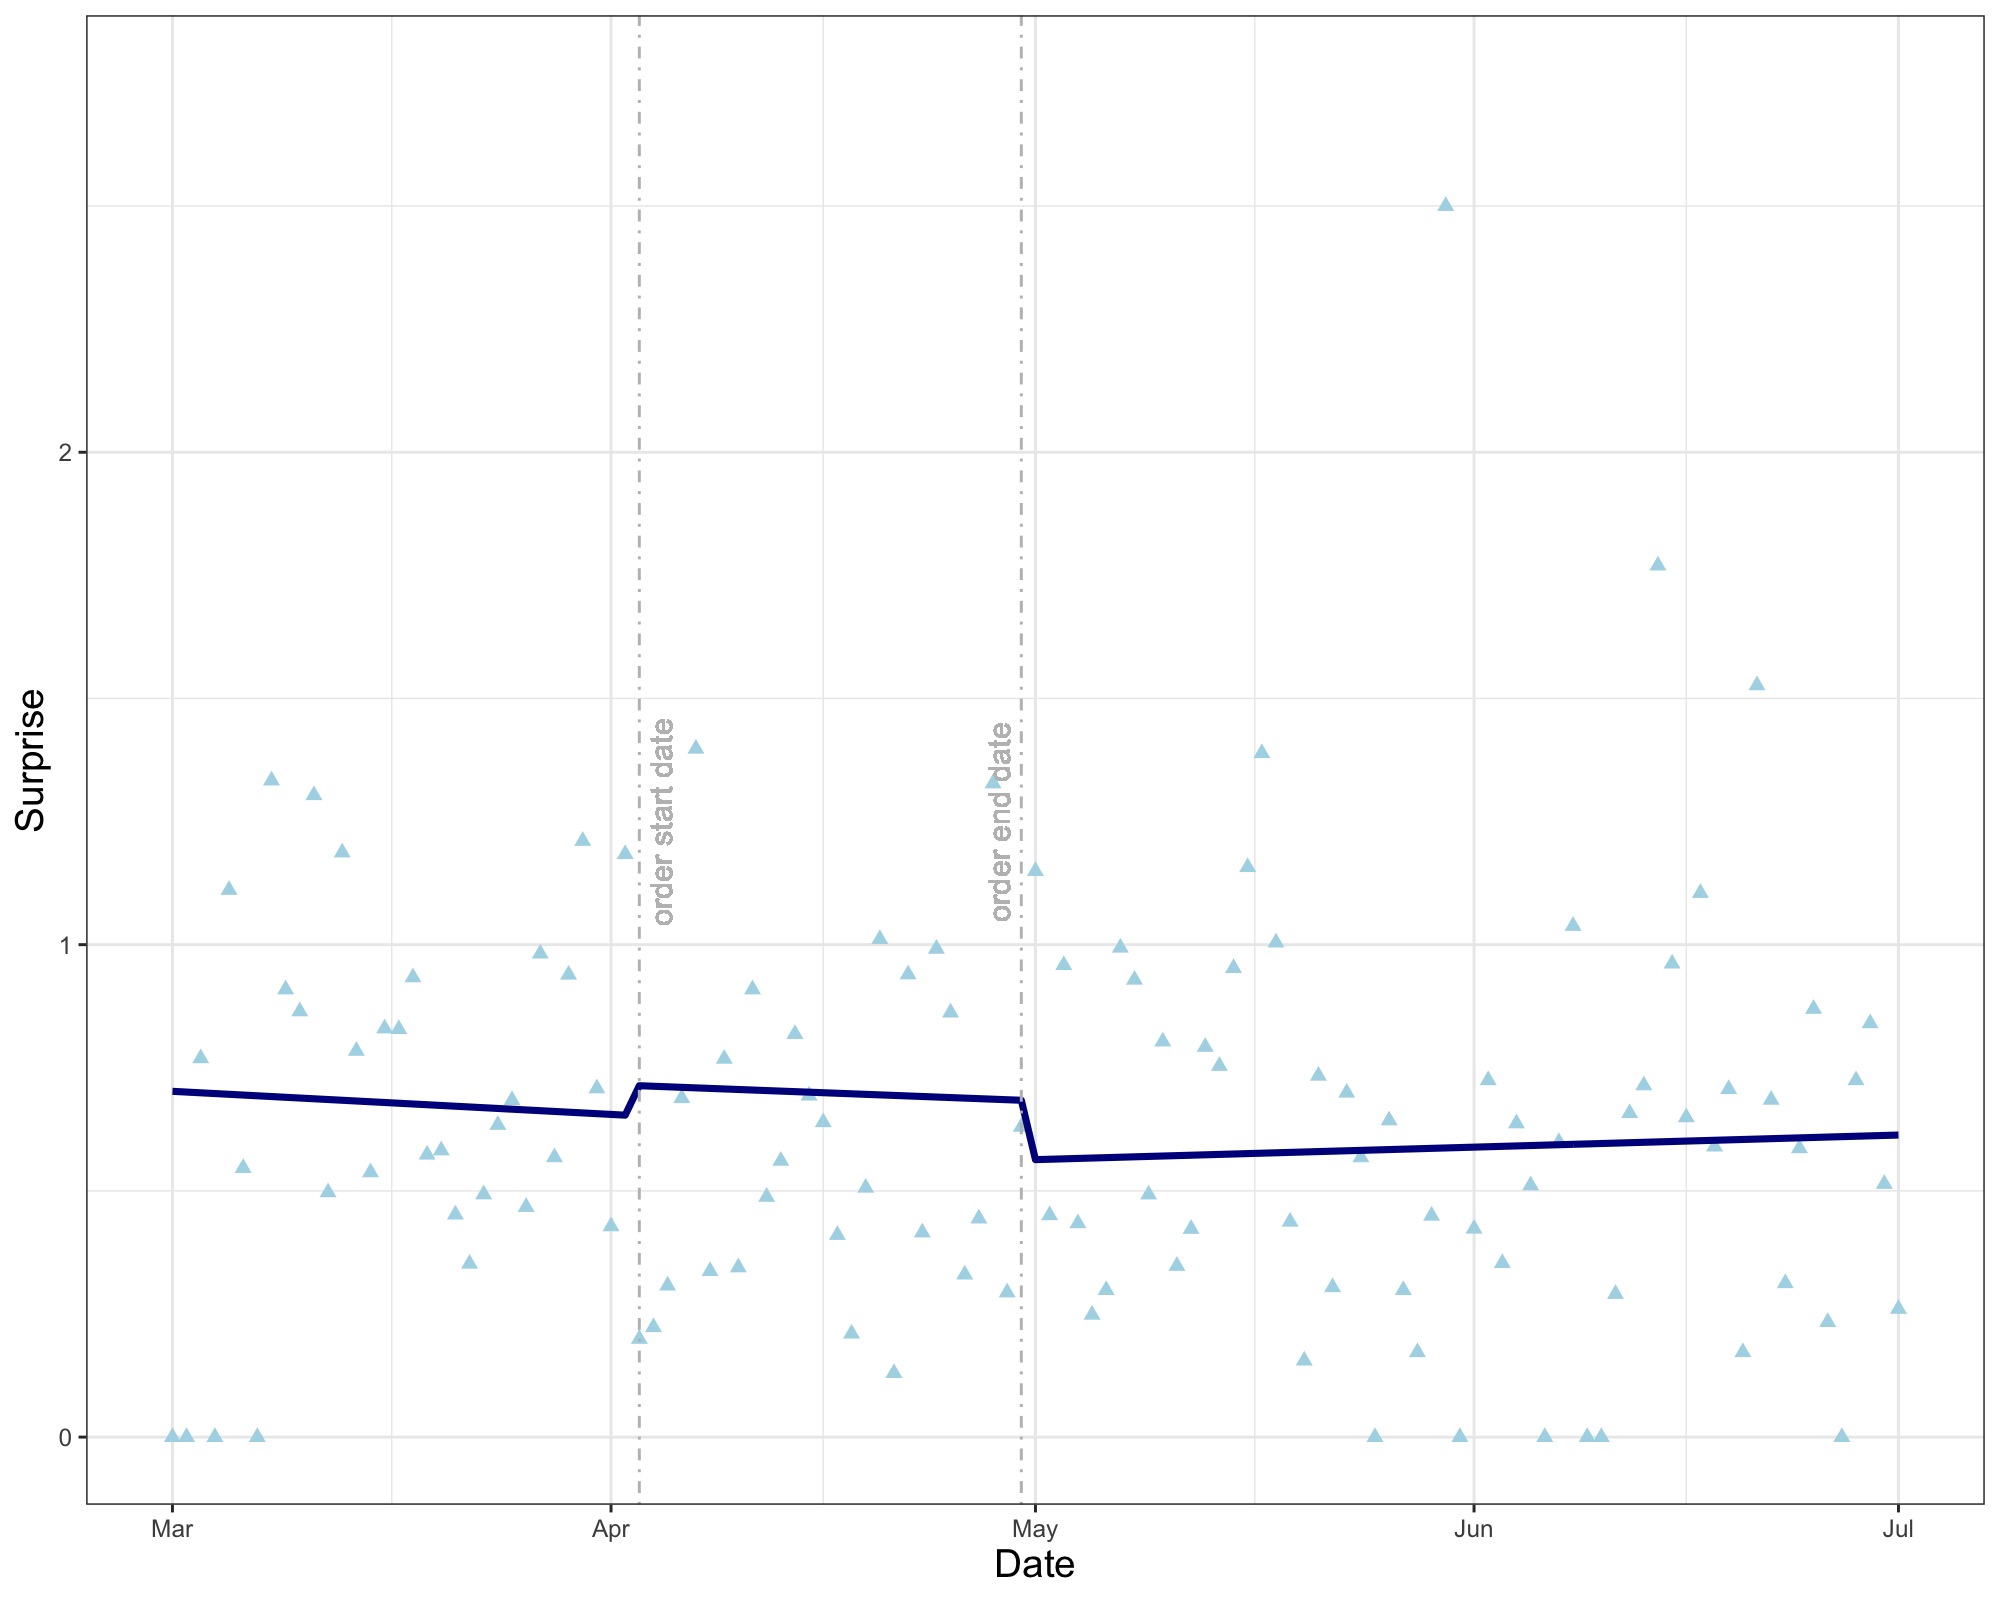 Surprise
2
1
0
order start date
order end date
Mar
Apr
May
Jun
Jul
Date